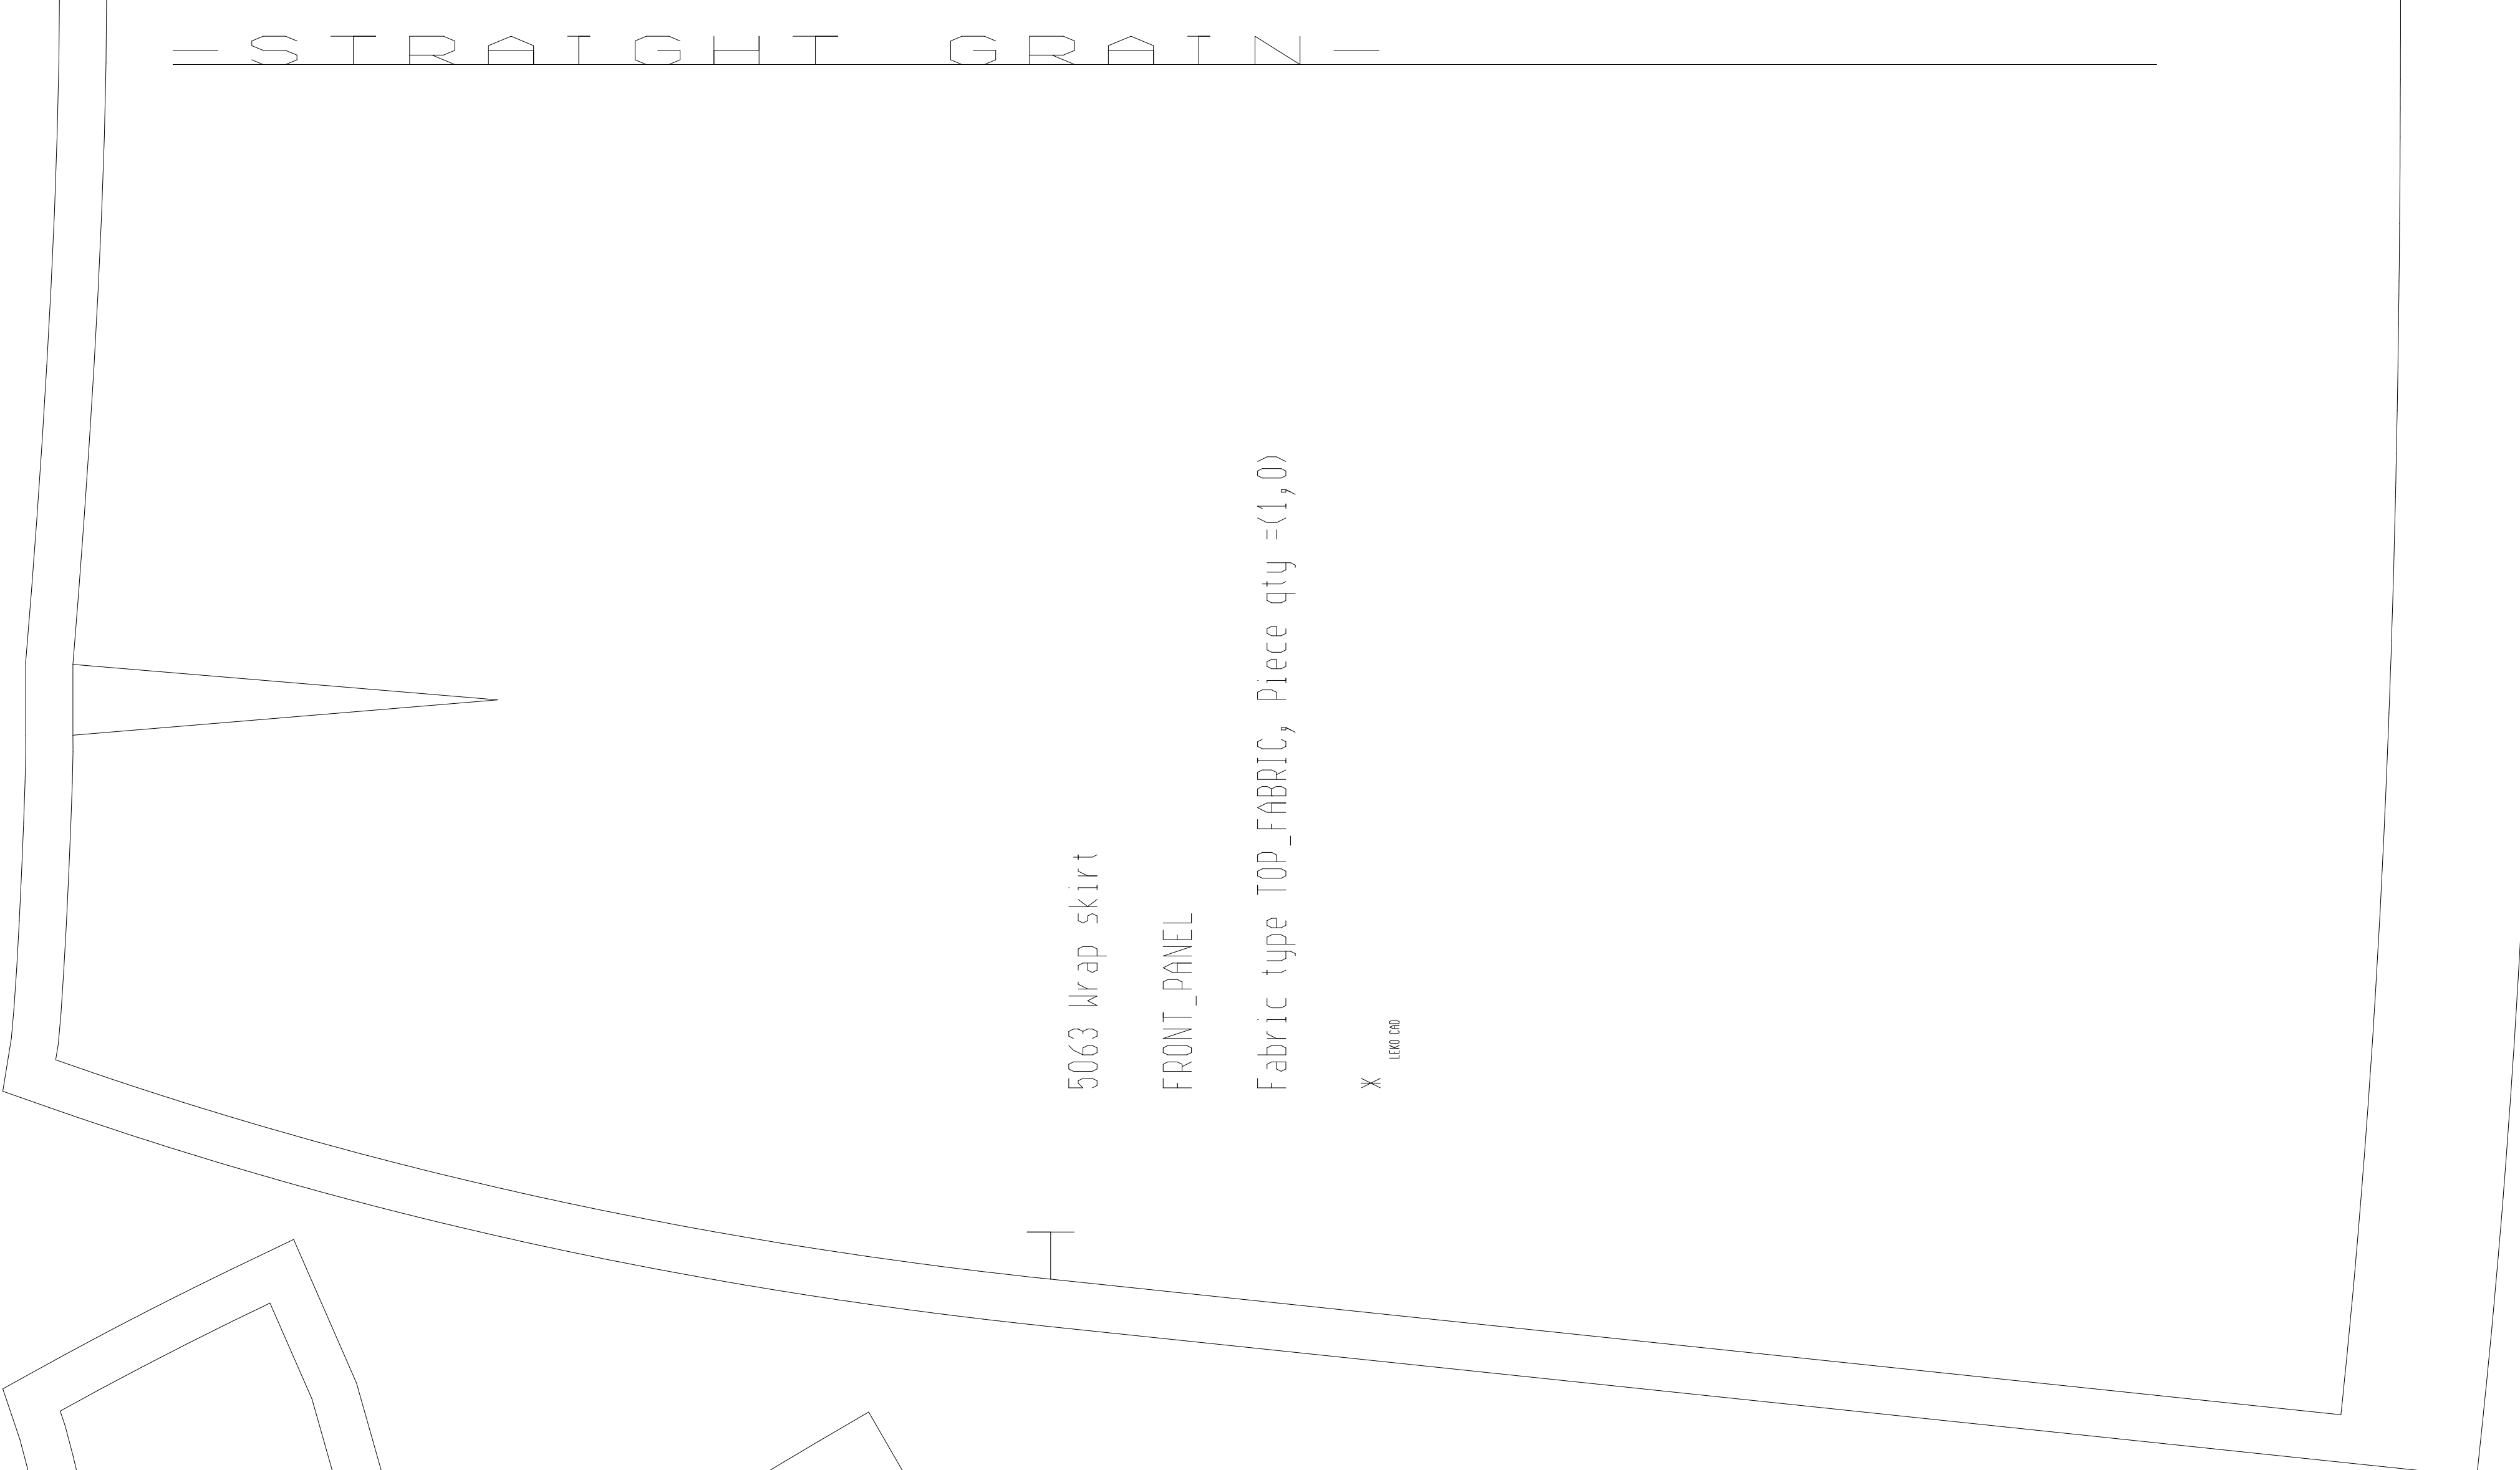 -STRAIGHT GRAIN-
5063 Wrap skirt
FRONT_PANEL
Fabric type TOP_FABRIC, Piece qty =(1,0)
*
LEKO CAD